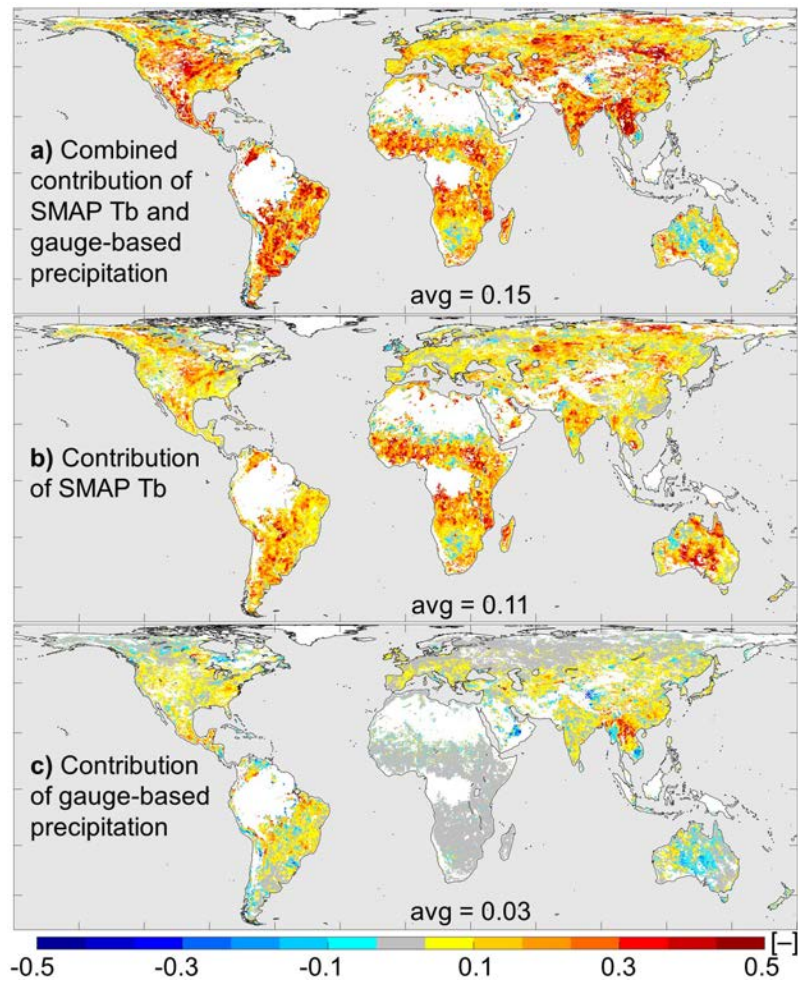 a) Combined
contribution of
SMAP Tb and
gauge-based
precipitation
avg = 0.15
b) Contribution
of SMAP Tb
avg = 0.11
c) Contribution
of gauge-based
precipitation
avg = 0.03
[–]
-0.5 -0.3 -0.1 0.1 0.3 0.5